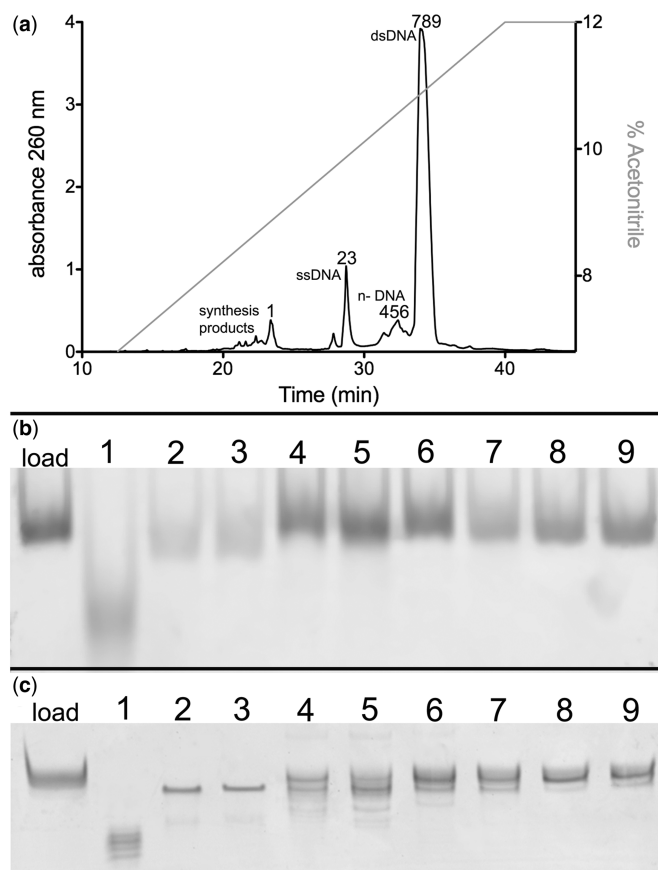 (a)
4
3
2
1
0
absorbance 260 nm
10
20
30
40
Time (min)
12
10
8
% Acetonitrile
synthesis
products
1
ssDNA
23
n- DNA
456
dsDNA
789
(b)
load 1 2 3 4 5 6 7 8 9
(c)
load 1 2 3 4 5 6 7 8 9